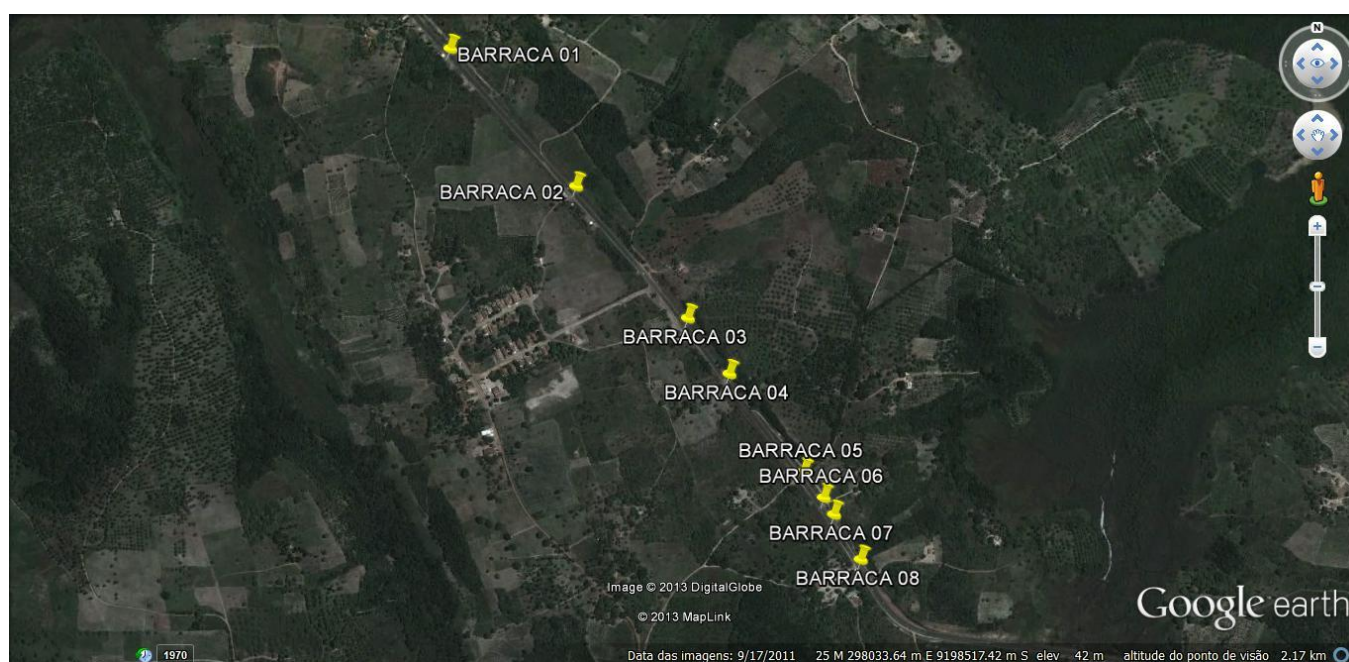 N
BARRACA 01
BARRACA 02
BARRACA 03
BARRACA 04
BARRACA 05
BARRACA 06
BARRACA 07
BARRACA 08
Image © 2013 DigitalGlobe
© 2013 MapLink
Google earth
1970
Data das imagens: 9/17/2011 25 M 298033.64 m E 9198517.42 m S elev 42 m altitude do ponto de visão 2.17 km